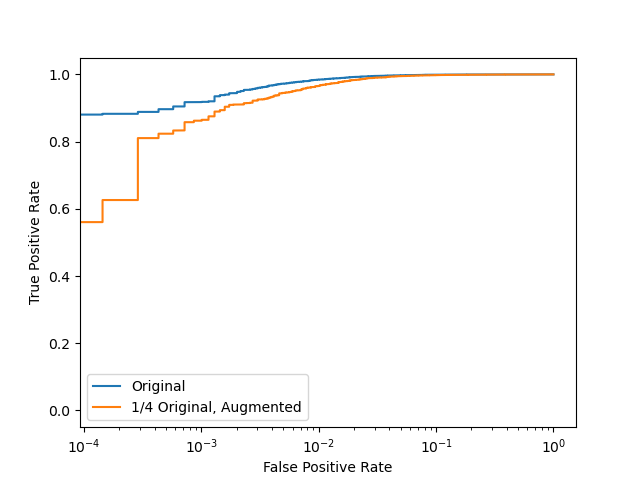 True Positive Rate
1.0
0.8
0.6
0.4
0.2
0.0
Original
1/4 Original, Augmented
10⁻⁴
10⁻³
10⁻²
10⁻¹
10⁰
False Positive Rate